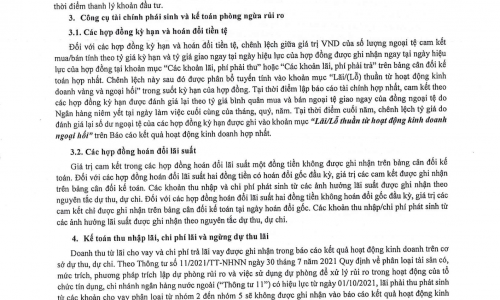 thời điểm thanh lý khoản đầu tư.
3. Công cụ tài chính phái sinh và kế toán phòng ngừa rủi ro
3.1. Các hợp đồng kỳ hạn và hoán đổi tiền tệ
Đối với các hợp đồng kỳ hạn và hoán đổi tiền tệ, chênh lệch giữa giá trị VND của số lượng ngoại tệ cam kết
mua/bán tính theo tỷ giá kỳ hạn và tỷ giá giao ngay tại ngày hiệu lực của hợp đồng được ghi nhận ngay tại ngày hiệu
lực của hợp đồng tại khoản mục "Các khoản lãi, phí phải thu" hoặc "Các khoản lãi, phí phải trả" trên bảng cân đối kế
toán hợp nhất. Chênh lệch này sau đó được phân bổ tuyến tính vào khoản mục "Lãi/(Lỗ) thuần từ hoạt động kinh
doanh vàng và ngoại hối" trong suốt kỳ hạn của hợp đồng. Tại thời điểm lập báo cáo tài chính hợp nhất, cam kết theo
các hợp đồng kỳ hạn được đánh giá lại theo tỷ giá bình quân mua và bán ngoại tệ giao ngay của đồng ngoại tệ do
Ngân hàng niêm yết tại ngày làm việc cuối cùng của tháng, quý, năm. Tại thời điểm cuối năm, chênh lệch tỷ giá do
đánh giá lại số dư ngoại tệ của các hợp đồng kỳ hạn được ghi vào khoản mục "Lãi/Lỗ thuần từ hoạt động kinh doanh
ngoại hối" trên Báo cáo kết quả hoạt động kinh doanh hợp nhất.
3.2. Các hợp đồng hoán đổi lãi suất
Giá trị cam kết trong các hợp đồng hoán đổi lãi suất một đồng tiền không được ghi nhận trên bảng cân đối kế
toán. Đối với các hợp đồng hoán đổi lãi suất hai đồng tiền có hoán đổi gốc đầu kỳ, giá trị các cam kết được ghi nhận
trên bảng cân đối kế toán. Các khoản thu nhập và chi phí phát sinh từ các ảnh hưởng lãi suất được ghi nhận theo
nguyên tắc dự thu, dự chi. Đối với các hợp đồng hoán đổi lãi suất hai đồng tiền không hoán đổi gốc đầu kỳ, giá trị các
cam kết chỉ được ghi nhận trên bảng cân đối kế toán tại ngày hoán đổi gốc. Các khoản thu nhập/chi phí phát sinh từ
các ảnh hưởng lãi suất được ghi nhận theo nguyên tắc dự thu, dự chi.
4. Kế toán thu nhập lãi, chi phí lãi và ngừng dự thu lãi
Doanh thu từ lãi cho vay và chi phí trả lãi vay được ghi nhận trong báo cáo kết quả hoạt động kinh doanh trên cơ
sở dự thu, dự chi. Theo Thông tư số 11/2021/TT-NHNN ngày 30 tháng 7 năm 2021 Quy định về phân loại tài sản có,
mức trích, phương pháp trích lập dự phòng rủi ro và việc sử dụng dự phòng để xử lý rủi ro trong hoạt động của tổ
chức tín dụng, chi nhánh ngân hàng nước ngoài ("Thông tư 11") có hiệu lực từ ngày 01/10/2021, lãi phải thu phát sinh
từ các khoản cho vay phân loại từ nhóm 2 đến nhóm 5 sẽ không được ghi nhận vào báo cáo kết quả hoạt động kinh